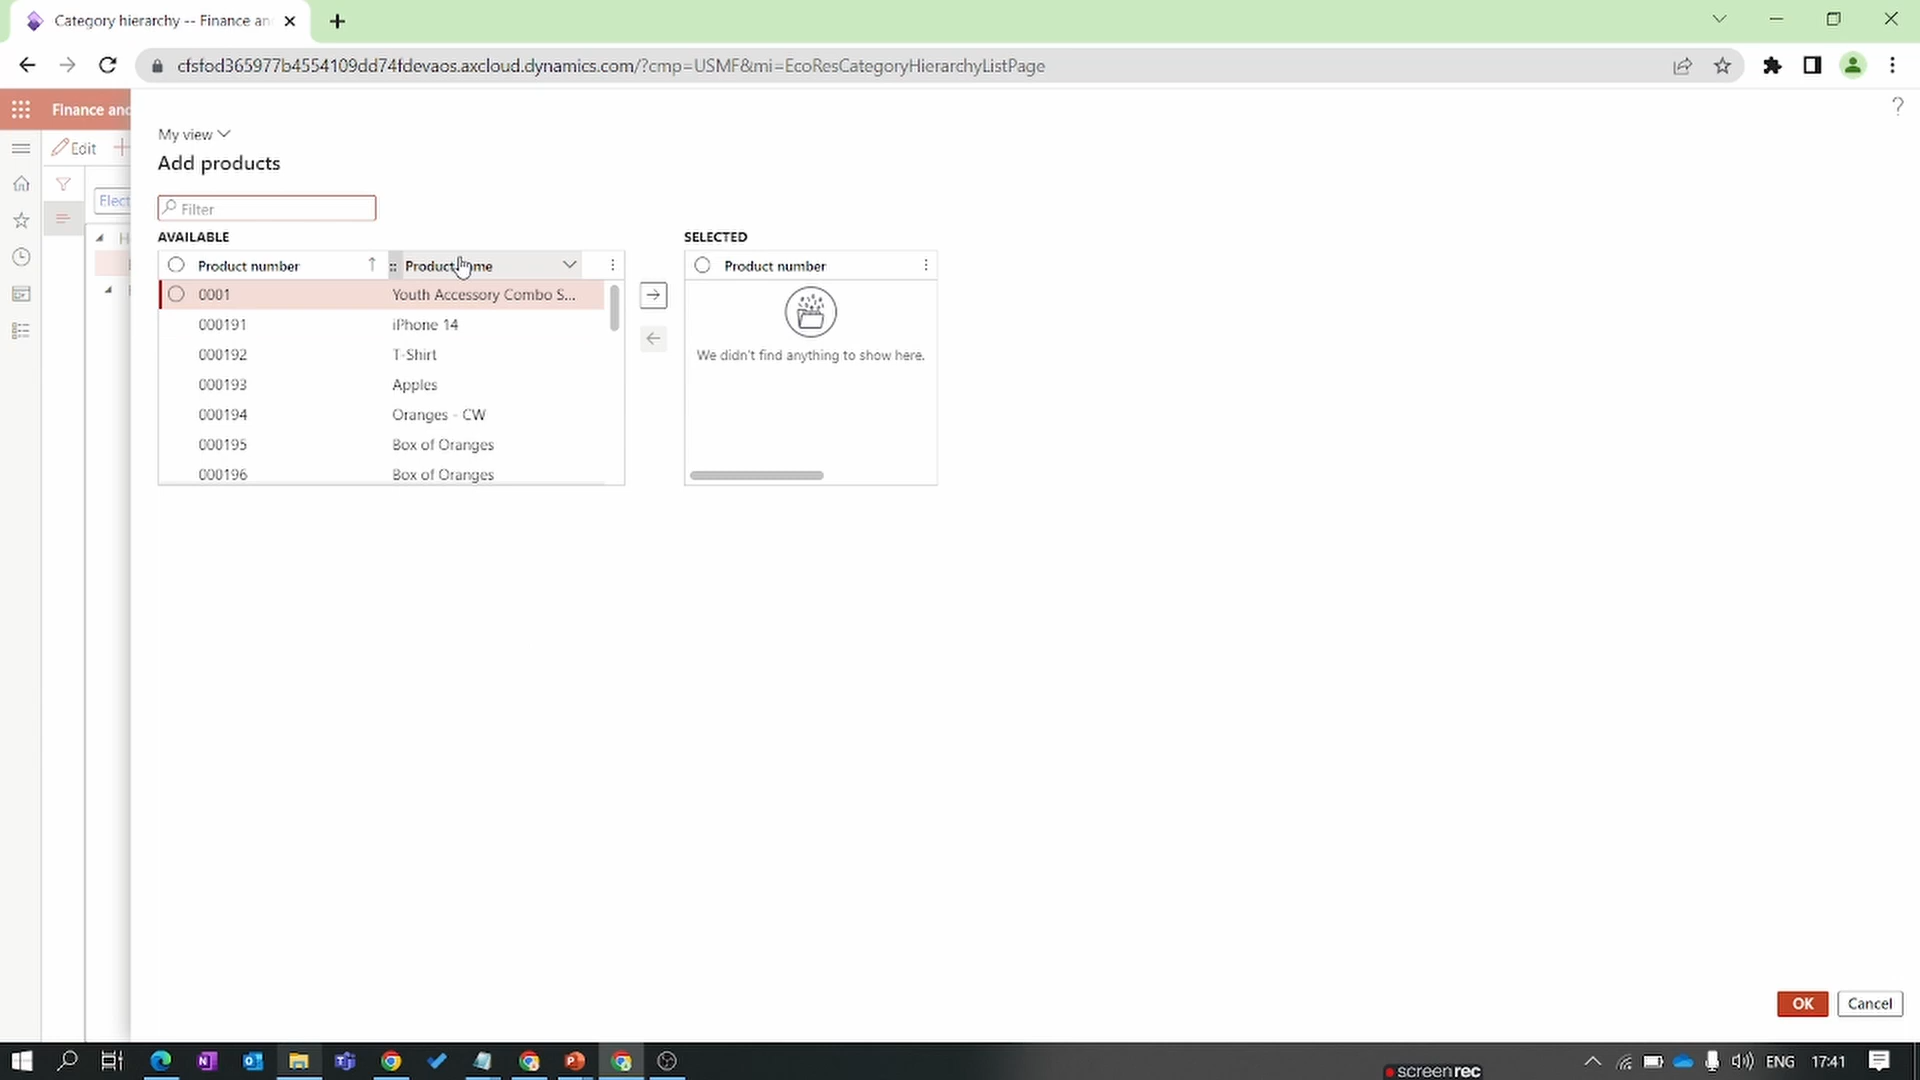 Category hierarchy -- Finance an
cfsfod365977b4554109dd74fdevaos.axcloud.dynamics.com/?cmp=USMF&mi=EcoResCategoryHierarchyListPage
Finance and
?
Edit
My view
Add products
Elect
Filter
AVAILABLE
SELECTED
Product number
Product me
Product number
0001 Youth Accessory Combo S...
000191 iPhone 14
000192 T-Shirt
000193 Apples
000194 Oranges - CW
000195 Box of Oranges
000196 Box of Oranges
We didn't find anything to show here.
OK
Cancel
ENG
17:41
screenrec